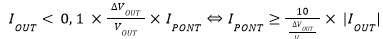 I_OUT < 0, 1 × ΔV_OUT / V_OUT × I_PONT ⇔ I_PONT ≥ 10 / (ΔV_OUT / V) × |I_OUT|